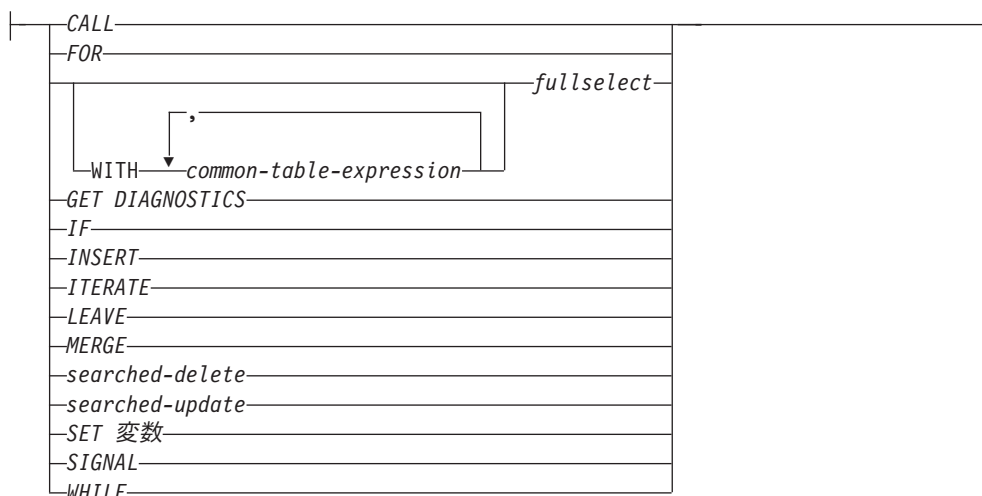 CALL
FOR
fullselect
,
WITH common-table-expression
GET DIAGNOSTICS
IF
INSERT
ITERATE
LEAVE
MERGE
searched-delete
searched-update
SET 変数
SIGNAL
WHILE